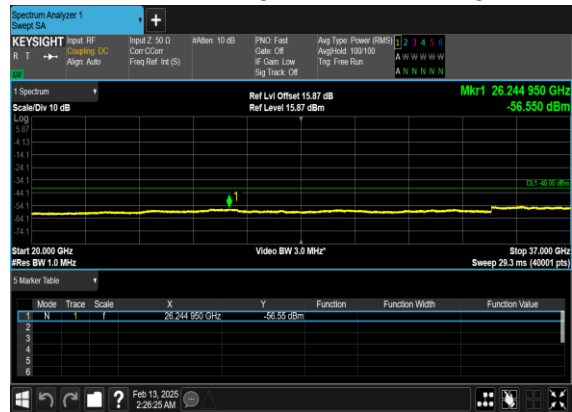 Spectrum Analyzer 1
Swept SA
+
KEYSIGHT Input: RF Input Z: 50 Ω #Atten: 10 dB PNO: Fast Avg Type: Power (RMS) 1 2 3 4 5 6
R T Coupling: DC Corr CCorr Gate: Off Avg|Hold: 100/100 A W W W W W
Align: Auto Freq Ref: Int (S) IF Gain: Low Trig: Free Run
LW Sig Track: Off A N N N N N
1 Spectrum Ref Lvl Offset 15.87 dB Mkr1 26.244 950 GHz
Scale/Div 10 dB Ref Level 15.87 dBm -56.550 dBm
Log
5.87
-4.13
-14.1
-24.1
-34.1
DL1 -40.00 dBm
-44.1
1
-54.1
-64.1
-74.1
Start 20.000 GHz Video BW 3.0 MHz* Stop 37.000 GHz
#Res BW 1.0 MHz Sweep 29.3 ms (40001 pts)
5 Marker Table
Mode Trace Scale X Y Function Function Width Function Value
1 N 1 f 26.244 950 GHz -56.55 dBm
2
3
4
5
6
? Feb 13, 2025
2:26:25 AM